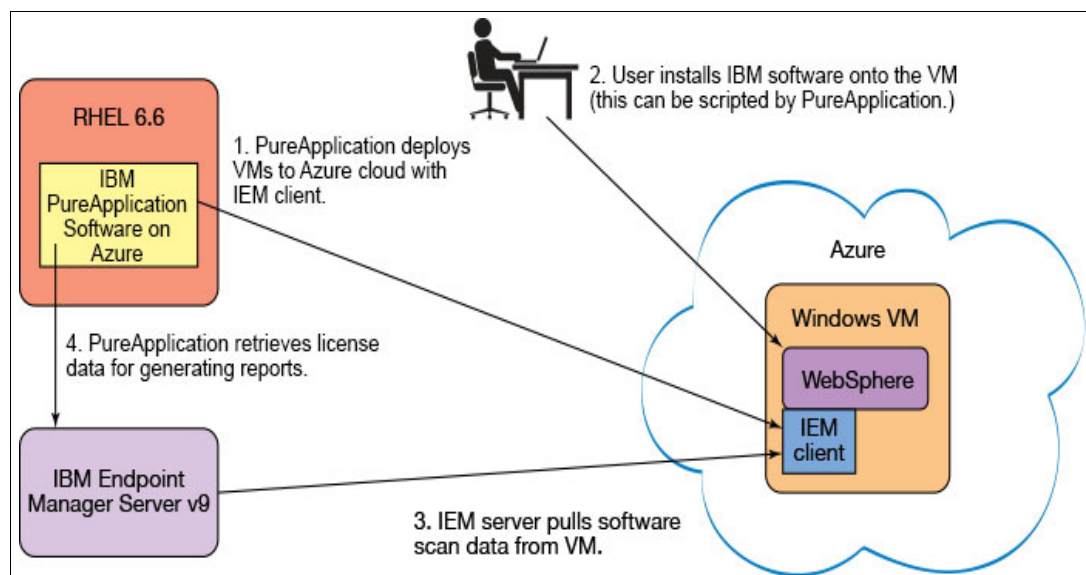 RHEL 6.6
IBM
PureApplication
Software on
Azure
1. PureApplication deploys
VMs to Azure cloud with
IEM client.
2. User installs IBM software onto the VM
(this can be scripted by PureApplication.)
Azure
Windows VM
WebSphere
IEM
client
4. PureApplication retrieves license
data for generating reports.
IBM Endpoint
Manager Server v9
3. IEM server pulls software
scan data from VM.